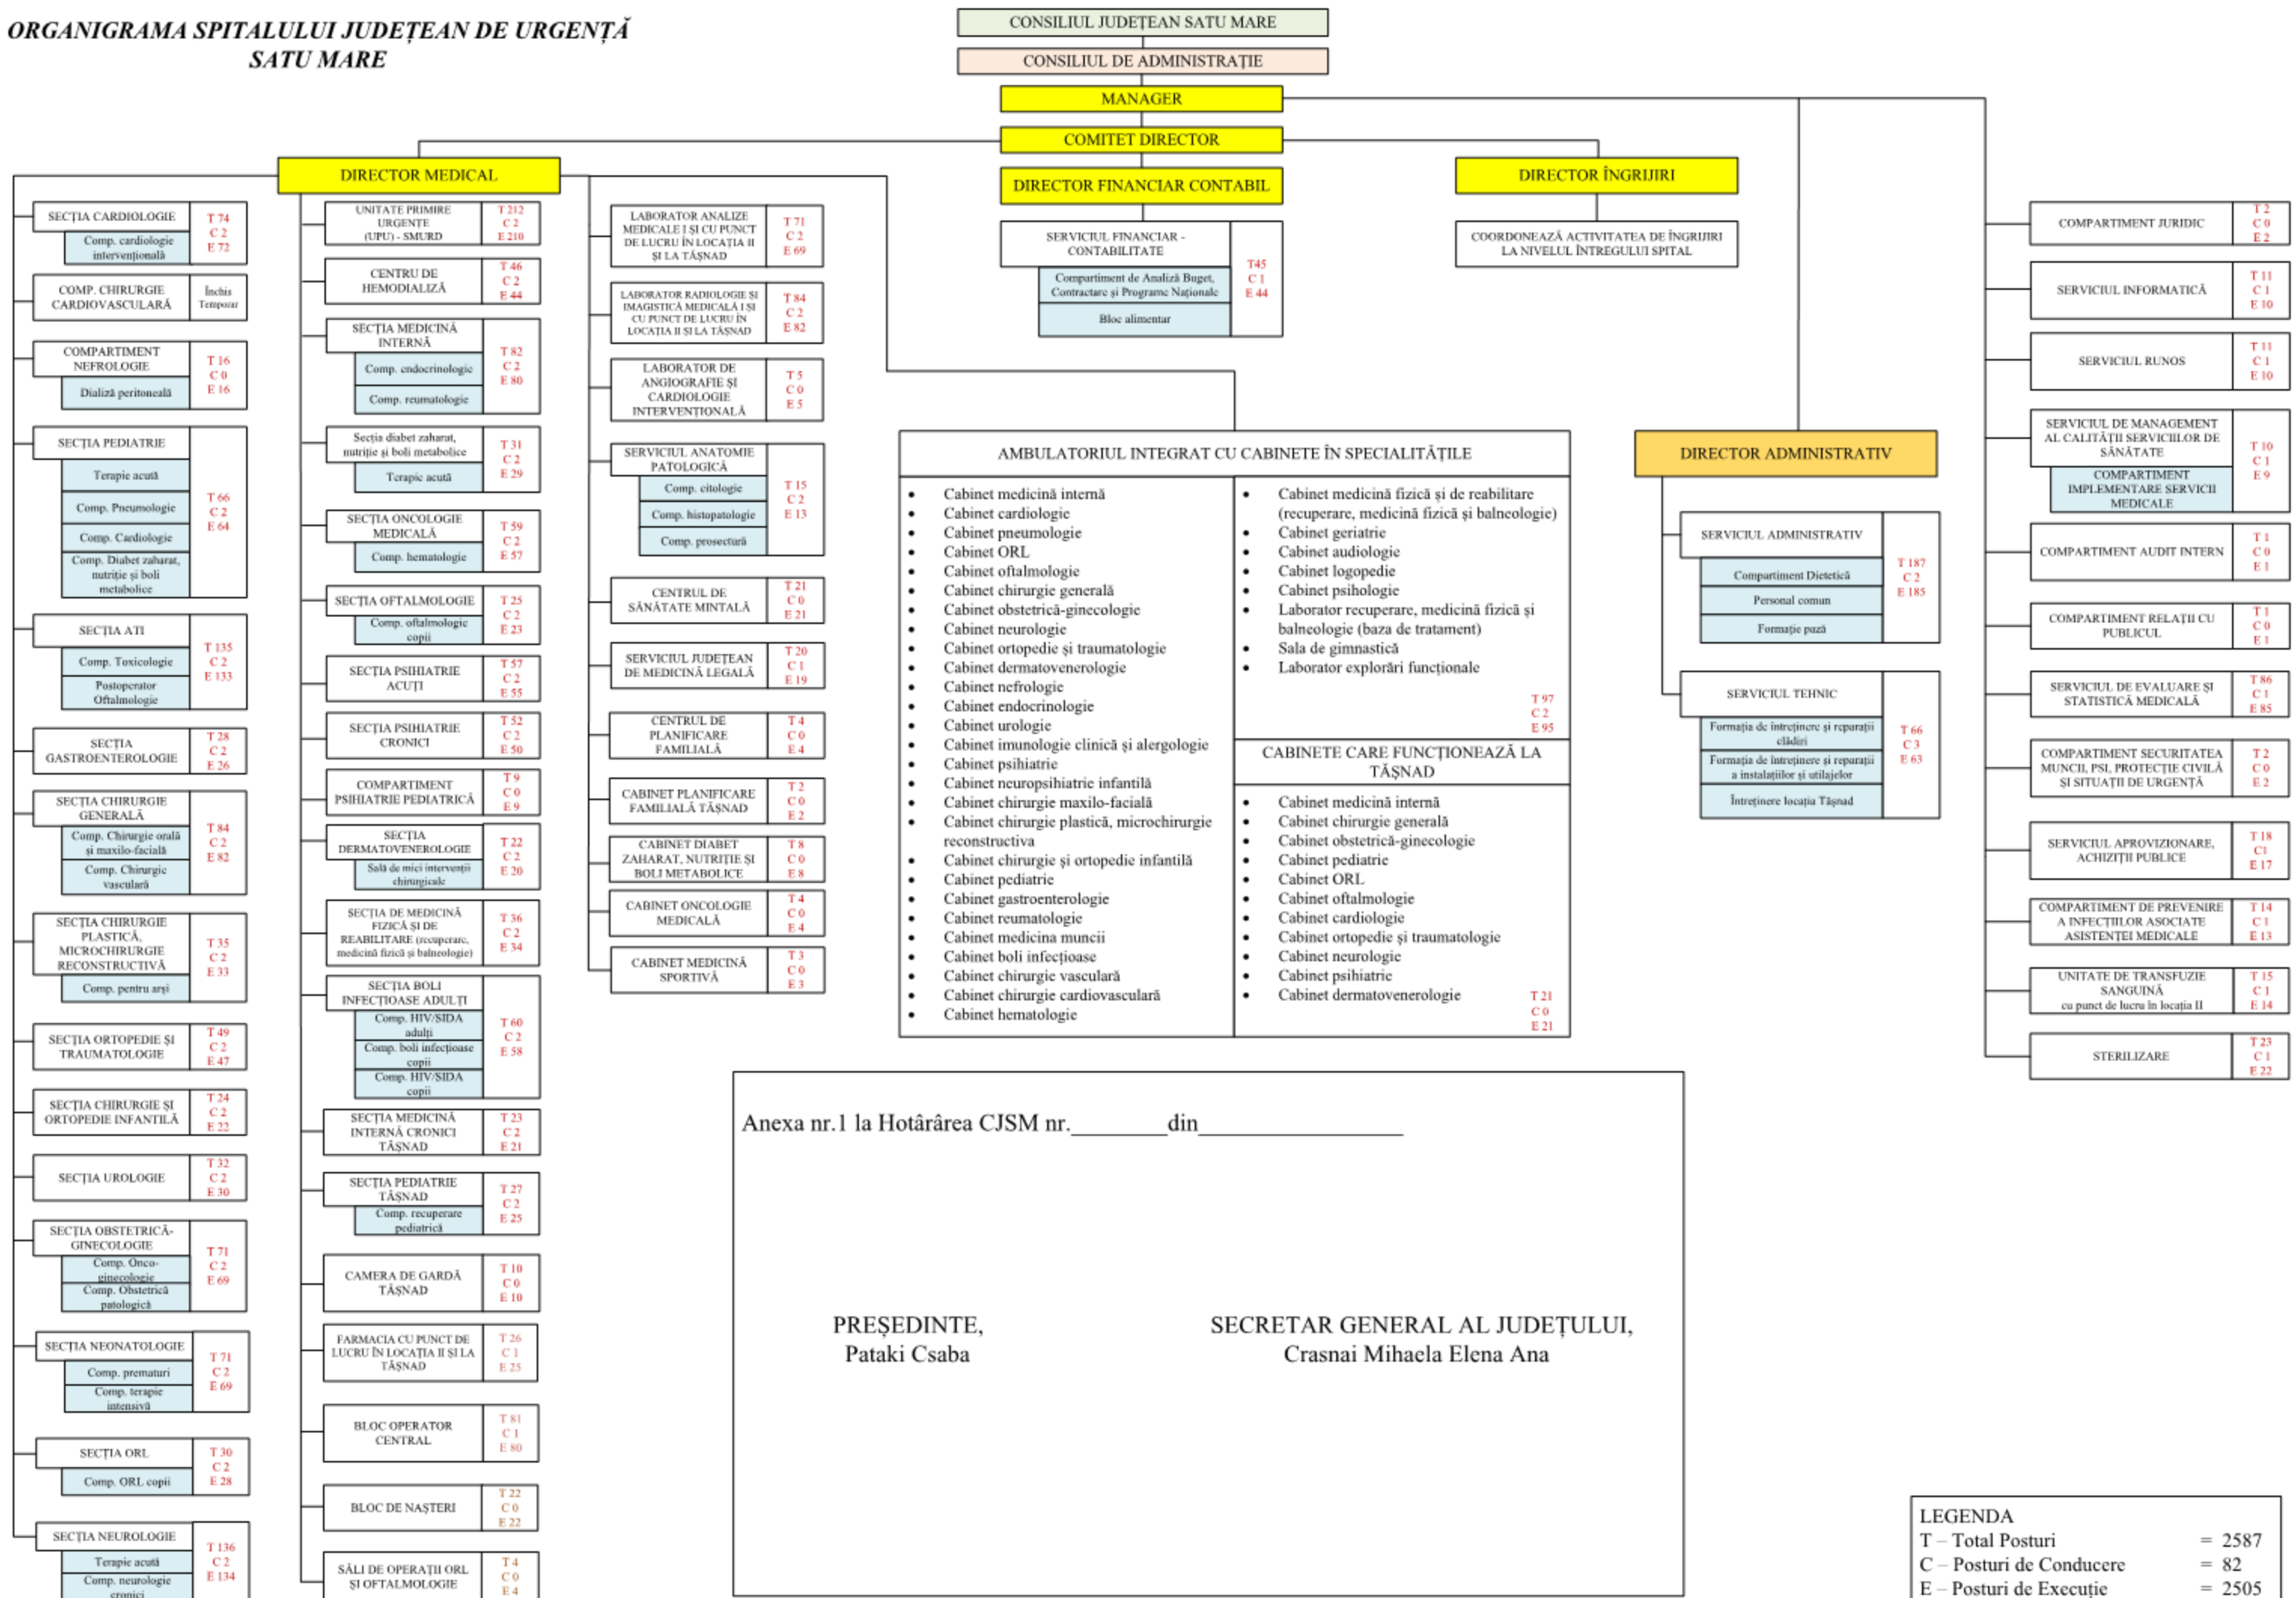 ORGANIGRAMA SPITALULUI JUDEȚEAN DE URGENȚĂ
SATU MARE
CONSILIUL JUDEȚEAN SATU MARE
CONSILIUL DE ADMINISTRAȚIE
MANAGER
COMITET DIRECTOR
DIRECTOR MEDICAL
DIRECTOR FINANCIAR CONTABIL
DIRECTOR ÎNGRIJIRI
SECȚIA CARDIOLOGIE
Comp. cardiologie
intervențională
T 74
C 2
E 72
COMP. CHIRURGIE
CARDIOVASCULARĂ
Închis
Temporar
COMPARTIMENT
NEFROLOGIE
Dializă peritoneală
T 16
C 0
E 16
SECȚIA PEDIATRIE
Terapie acută
Comp. Pneumologie
Comp. Cardiologie
Comp. Diabet zaharat,
nutriție și boli
metabolice
T 66
C 2
E 64
SECȚIA ATI
Comp. Toxicologie
Postoperator
Oftalmologie
T 135
C 2
E 133
SECȚIA
GASTROENTEROLOGIE
T 28
C 2
E 26
SECȚIA CHIRURGIE
GENERALĂ
Comp. Chirurgie orală
și maxilo-facială
Comp. Chirurgie
vasculară
T 84
C 2
E 82
SECȚIA CHIRURGIE
PLASTICĂ,
MICROCHIRURGIE
RECONSTRUCTIVĂ
Comp. pentru arși
T 35
C 2
E 33
SECȚIA ORTOPEDIE ȘI
TRAUMATOLOGIE
T 49
C 2
E 47
SECȚIA CHIRURGIE ȘI
ORTOPEDIE INFANTILĂ
T 24
C 2
E 22
SECȚIA UROLOGIE
T 32
C 2
E 30
SECȚIA OBSTETRICĂ-
GINECOLOGIE
Comp. Onco-
ginecologie
Comp. Obstetrică
patologică
T 71
C 2
E 69
SECȚIA NEONATOLOGIE
Comp. prematuri
Comp. terapie
intensivă
T 71
C 2
E 69
SECȚIA ORL
Comp. ORL copii
T 30
C 2
E 28
SECȚIA NEUROLOGIE
Terapie acută
Comp. neurologie
cronici
T 136
C 2
E 134
UNITATE PRIMIRE
URGENȚE
(UPU) - SMURD
T 212
C 2
E 210
CENTRU DE
HEMODIALIZĂ
T 46
C 2
E 44
SECȚIA MEDICINĂ
INTERNĂ
Comp. endocrinologie
Comp. reumatologie
T 82
C 2
E 80
Secția diabet zaharat,
nutriție și boli metabolice
Terapie acută
T 31
C 2
E 29
SECȚIA ONCOLOGIE
MEDICALĂ
Comp. hematologie
T 59
C 2
E 57
SECȚIA OFTALMOLOGIE
Comp. oftalmologie
copii
T 25
C 2
E 23
SECȚIA PSIHIATRIE
ACUȚI
T 57
C 2
E 55
SECȚIA PSIHIATRIE
CRONICI
T 52
C 2
E 50
COMPARTIMENT
PSIHIATRIE PEDIATRICĂ
T 9
C 0
E 9
SECȚIA
DERMATOVENEROLOGIE
Sală de mici intervenții
chirurgicale
T 22
C 2
E 20
SECȚIA DE MEDICINĂ
FIZICĂ ȘI DE
REABILITARE (recuperare,
medicină fizică și balneologie)
T 36
C 2
E 34
SECȚIA BOLI
INFECȚIOASE ADULȚI
Comp. HIV/SIDA
adulți
Comp. boli infecțioase
copii
Comp. HIV/SIDA
copii
T 60
C 2
E 58
SECȚIA MEDICINĂ
INTERNĂ CRONICI
TĂȘNAD
T 23
C 2
E 21
SECȚIA PEDIATRIE
TĂȘNAD
Comp. recuperare
pediatrică
T 27
C 2
E 25
CAMERA DE GARDĂ
TĂȘNAD
T 10
C 0
E 10
FARMACIA CU PUNCT DE
LUCRU ÎN LOCAȚIA II ȘI LA
TĂȘNAD
T 26
C 1
E 25
BLOC OPERATOR
CENTRAL
T 81
C 1
E 80
BLOC DE NAȘTERI
T 22
C 0
E 22
SĂLI DE OPERAȚII ORL
ȘI OFTALMOLOGIE
T 4
C 0
E 4
LABORATOR ANALIZE
MEDICALE I ȘI CU PUNCT
DE LUCRU ÎN LOCAȚIA II
ȘI LA TĂȘNAD
T 71
C 2
E 69
LABORATOR RADIOLOGIE ȘI
IMAGISTICĂ MEDICALĂ I ȘI
CU PUNCT DE LUCRU ÎN
LOCAȚIA II ȘI LA TĂȘNAD
T 84
C 2
E 82
LABORATOR DE
ANGIOGRAFIE ȘI
CARDIOLOGIE
INTERVENȚIONALĂ
T 5
C 0
E 5
SERVICIUL ANATOMIE
PATOLOGICĂ
Comp. citologie
Comp. histopatologie
Comp. prosectură
T 15
C 2
E 13
CENTRUL DE
SĂNĂTATE MINTALĂ
T 21
C 0
E 21
SERVICIUL JUDEȚEAN
DE MEDICINĂ LEGALĂ
T 20
C 1
E 19
CENTRUL DE
PLANIFICARE
FAMILIALĂ
T 4
C 0
E 4
CABINET PLANIFICARE
FAMILIALĂ TĂȘNAD
T 2
C 0
E 2
CABINET DIABET
ZAHARAT, NUTRIȚIE ȘI
BOLI METABOLICE
T 8
C 0
E 8
CABINET ONCOLOGIE
MEDICALĂ
T 4
C 0
E 4
CABINET MEDICINĂ
SPORTIVĂ
T 3
C 0
E 3
SERVICIUL FINANCIAR -
CONTABILITATE
Compartiment de Analiză Buget,
Contractare și Programe Naționale
Bloc alimentar
T45
C 1
E 44
COORDONEAZĂ ACTIVITATEA DE ÎNGRIJIRI
LA NIVELUL ÎNTREGULUI SPITAL
AMBULATORIUL INTEGRAT CU CABINETE ÎN SPECIALITĂȚILE
• Cabinet medicină internă
• Cabinet cardiologie
• Cabinet pneumologie
• Cabinet ORL
• Cabinet oftalmologie
• Cabinet chirurgie generală
• Cabinet obstetrică-ginecologie
• Cabinet neurologie
• Cabinet ortopedie și traumatologie
• Cabinet dermatovenerologie
• Cabinet nefrologie
• Cabinet endocrinologie
• Cabinet urologie
• Cabinet imunologie clinică și alergologie
• Cabinet psihiatrie
• Cabinet neuropsihiatrie infantilă
• Cabinet chirurgie maxilo-facială
• Cabinet chirurgie plastică, microchirurgie
reconstructiva
• Cabinet chirurgie și ortopedie infantilă
• Cabinet pediatrie
• Cabinet gastroenterologie
• Cabinet reumatologie
• Cabinet medicina muncii
• Cabinet boli infecțioase
• Cabinet chirurgie vasculară
• Cabinet chirurgie cardiovasculară
• Cabinet hematologie
• Cabinet medicină fizică și de reabilitare
(recuperare, medicină fizică și balneologie)
• Cabinet geriatrie
• Cabinet audiologie
• Cabinet logopedie
• Cabinet psihologie
• Laborator recuperare, medicină fizică și
balneologie (baza de tratament)
• Sala de gimnastică
• Laborator explorări funcționale
T 97
C 2
E 95
CABINETE CARE FUNCȚIONEAZĂ LA
TĂȘNAD
• Cabinet medicină internă
• Cabinet chirurgie generală
• Cabinet obstetrică-ginecologie
• Cabinet pediatrie
• Cabinet ORL
• Cabinet oftalmologie
• Cabinet cardiologie
• Cabinet ortopedie și traumatologie
• Cabinet neurologie
• Cabinet psihiatrie
• Cabinet dermatovenerologie
T 21
C 0
E 21
DIRECTOR ADMINISTRATIV
SERVICIUL ADMINISTRATIV
Compartiment Dietetică
Personal comun
Formație pază
T 187
C 2
E 185
SERVICIUL TEHNIC
Formația de întreținere și reparații
clădiri
Formația de întreținere și reparații
a instalațiilor și utilajelor
Întreținere locația Tășnad
T 66
C 3
E 63
COMPARTIMENT JURIDIC
T 2
C 0
E 2
SERVICIUL INFORMATICĂ
T 11
C 1
E 10
SERVICIUL RUNOS
T 11
C 1
E 10
SERVICIUL DE MANAGEMENT
AL CALITĂȚII SERVICIILOR DE
SĂNĂTATE
COMPARTIMENT
IMPLEMENTARE SERVICII
MEDICALE
T 10
C 1
E 9
COMPARTIMENT AUDIT INTERN
T 1
C 0
E 1
COMPARTIMENT RELAȚII CU
PUBLICUL
T 1
C 0
E 1
SERVICIUL DE EVALUARE ȘI
STATISTICĂ MEDICALĂ
T 86
C 1
E 85
COMPARTIMENT SECURITATEA
MUNCII, PSI, PROTECȚIE CIVILĂ
ȘI SITUAȚII DE URGENȚĂ
T 2
C 0
E 2
SERVICIUL APROVIZIONARE,
ACHIZIȚII PUBLICE
T 18
C1
E 17
COMPARTIMENT DE PREVENIRE
A INFECȚIILOR ASOCIATE
ASISTENȚEI MEDICALE
T 14
C 1
E 13
UNITATE DE TRANSFUZIE
SANGUINĂ
cu punct de lucru în locația II
T 15
C 1
E 14
STERILIZARE
T 23
C 1
E 22
Anexa nr.1 la Hotărârea CJSM nr.________din_________________
PREȘEDINTE,
Pataki Csaba
SECRETAR GENERAL AL JUDEȚULUI,
Crasnai Mihaela Elena Ana
LEGENDA
T – Total Posturi = 2587
C – Posturi de Conducere = 82
E – Posturi de Execuție = 2505